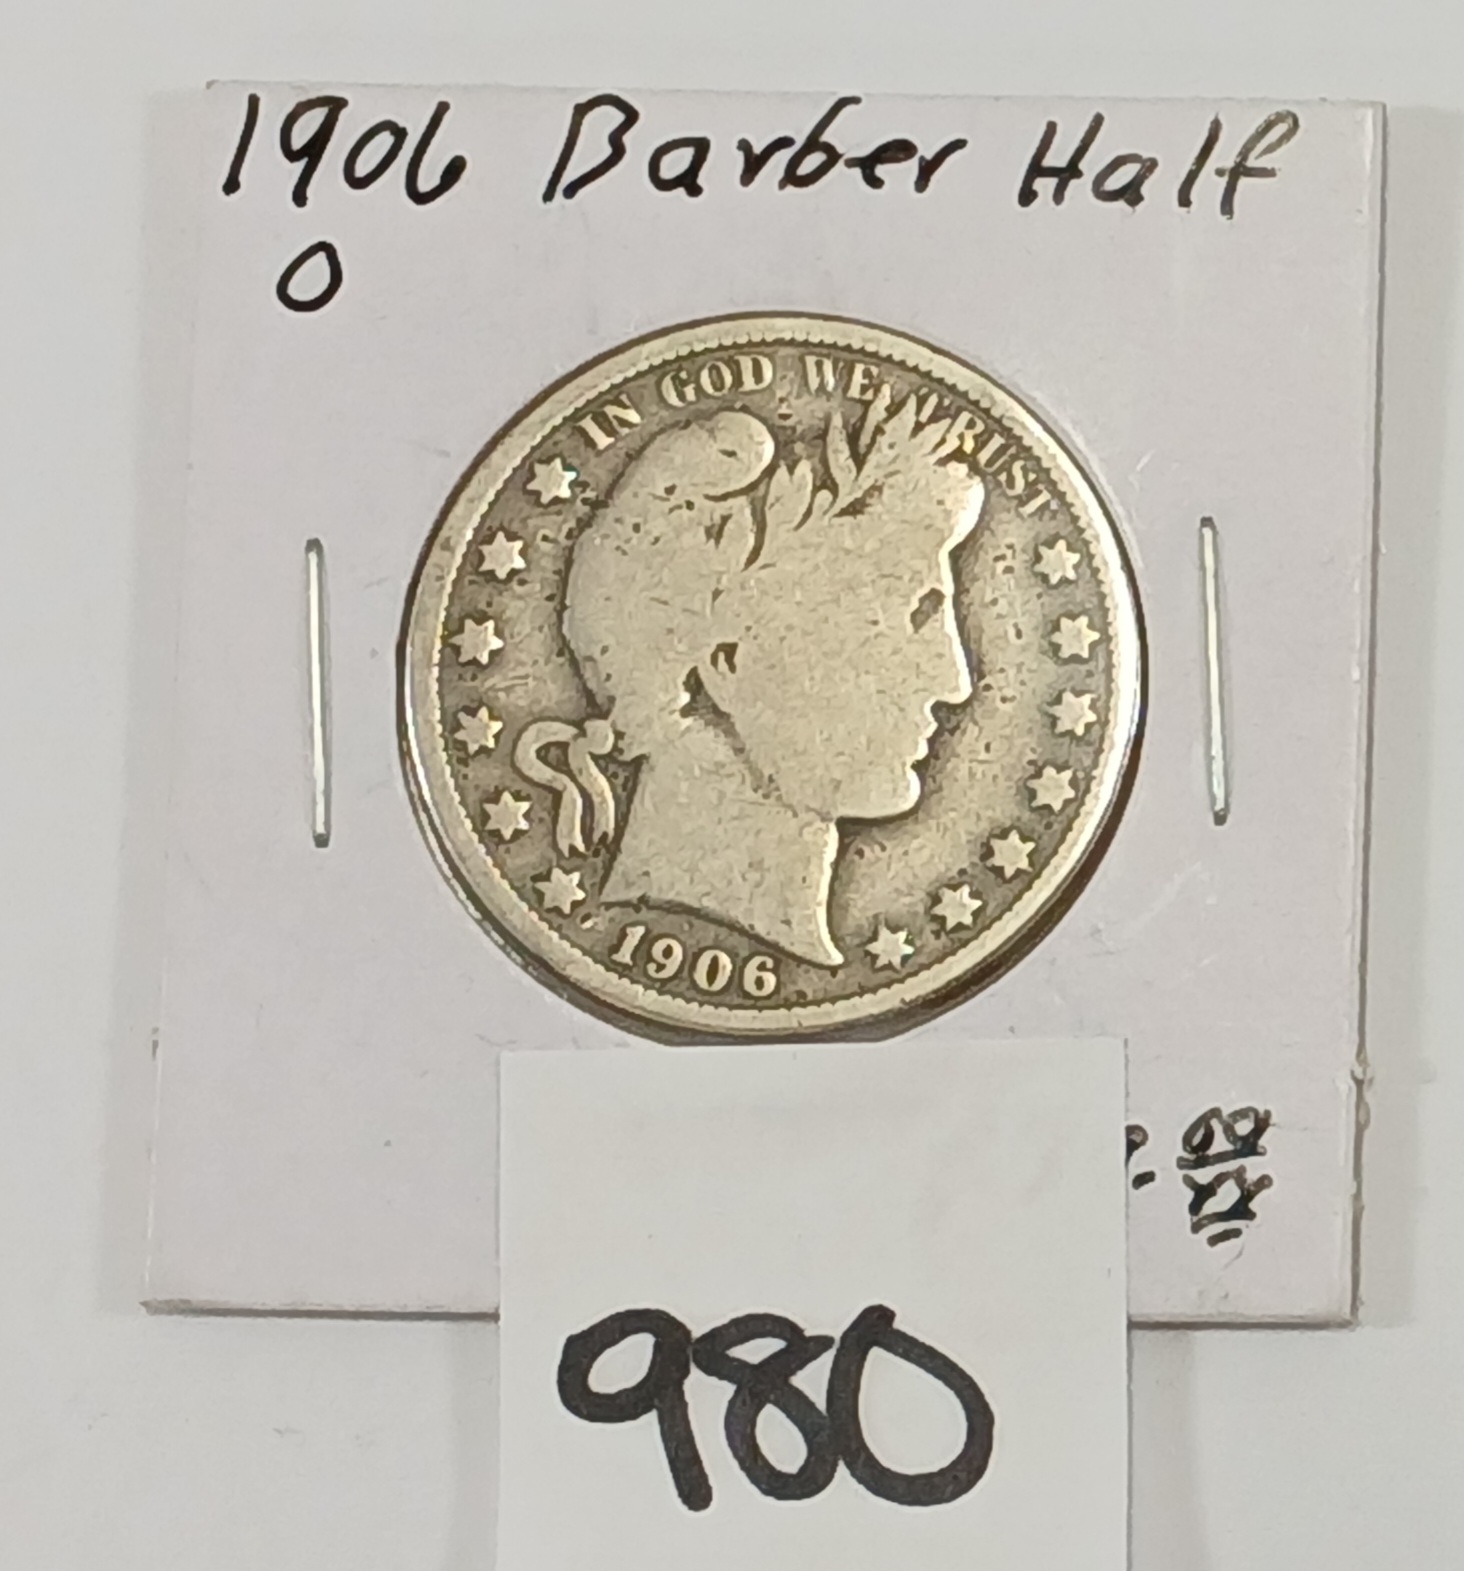 1906 Barber Half
O
IN GOD WE TRUST
1906
980